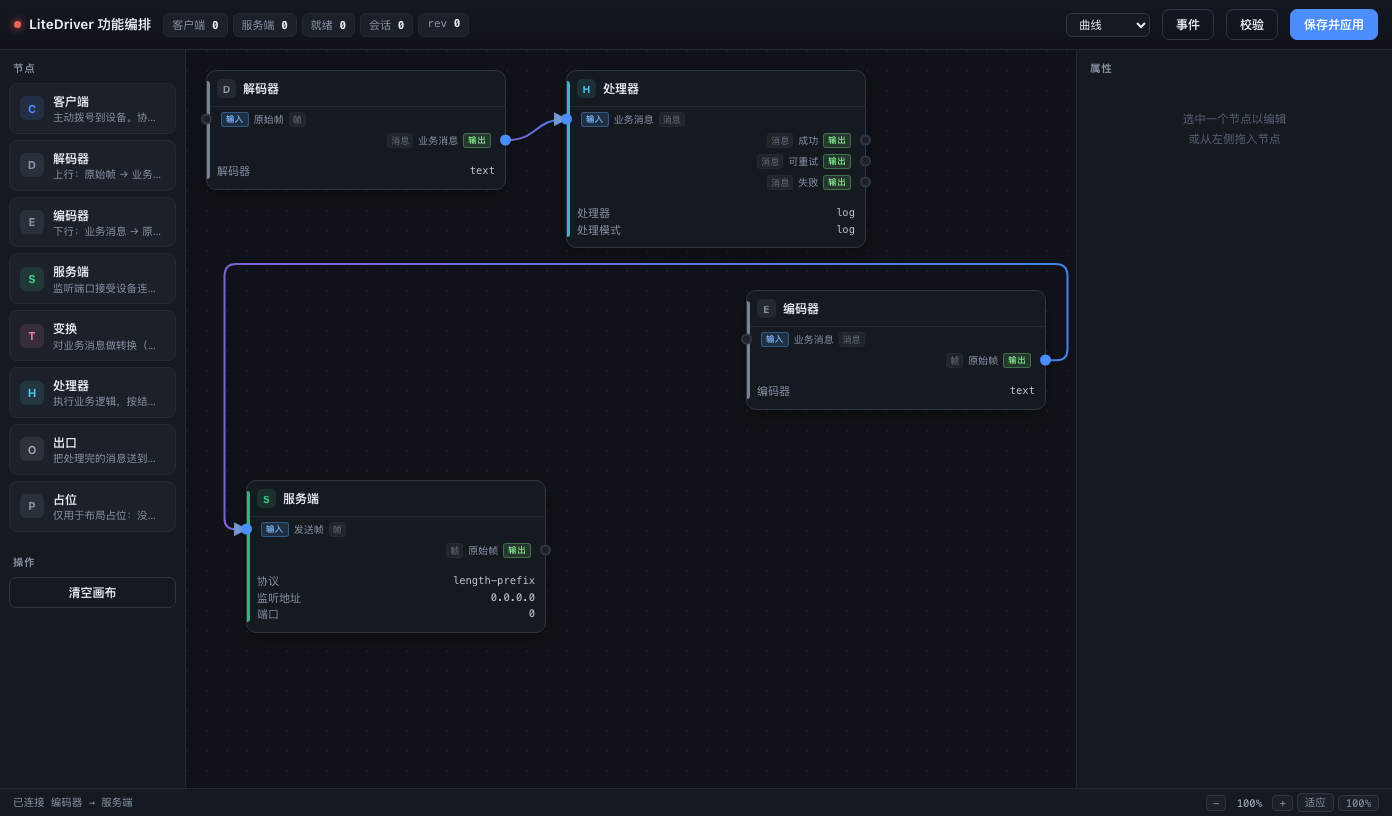 LiteDriver 功能编排
客户端 0
服务端 0
就绪 0
会话 0
rev 0
曲线
事件
校验
保存并应用
节点
C
客户端
主动拨号到设备。协…
D
解码器
上行: 原始帧 → 业务…
E
编码器
下行: 业务消息 → 原…
S
服务端
监听端口接受设备连…
T
变换
对业务消息做转换（…
H
处理器
执行业务逻辑，按结…
O
出口
把处理完的消息送到…
P
占位
仅用于布局占位: 没…
操作
清空画布
D 解码器
输入 原始帧 帧
消息 业务消息 输出
解码器 text
H 处理器
输入 业务消息 消息
消息 成功 输出
消息 可重试 输出
消息 失败 输出
处理器 log
处理模式 log
E 编码器
输入 业务消息 消息
帧 原始帧 输出
编码器 text
S 服务端
输入 发送帧 帧
帧 原始帧 输出
协议 length-prefix
监听地址 0.0.0.0
端口 0
属性
选中一个节点以编辑
或从左侧拖入节点
已连接 编码器 → 服务端
− 100% + 适应 100%